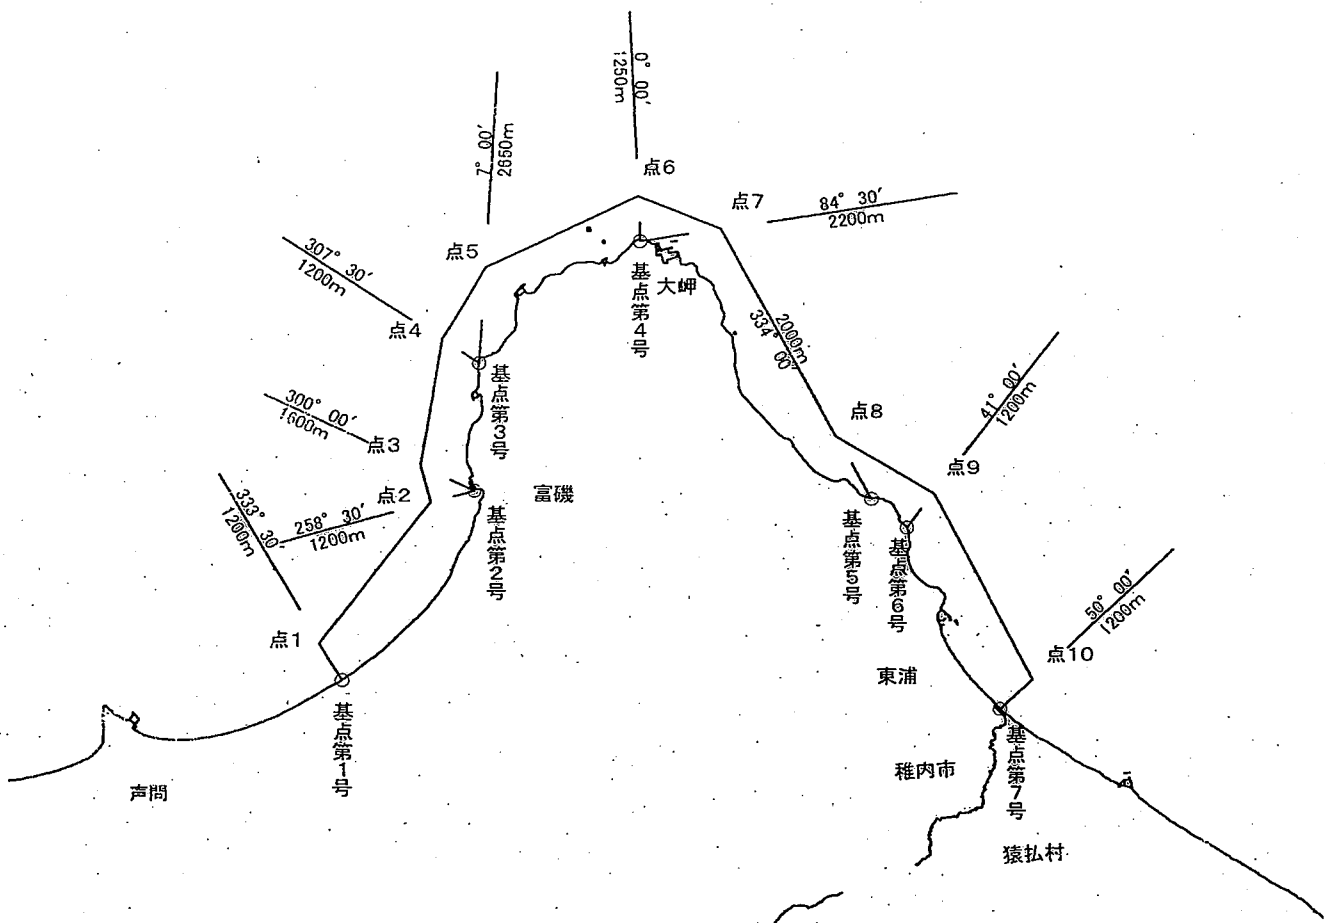 0° 00′
1250m
点6
7° 00′
2650m
点7
84° 30′
2200m
307° 30′
1200m
点5
点4
基点第4号
大岬
334° 00′
2000m
300° 00′
1600m
点3
基点第3号
点8
41° 00′
1200m
点9
点2
富磯
333° 30′
1200m
258° 30′
1200m
基点第2号
基点第5号
基点第6号
50° 00′
1200m
点1
点10
東浦
基点第1号
基点第7号
稚内市
声問
猿払村